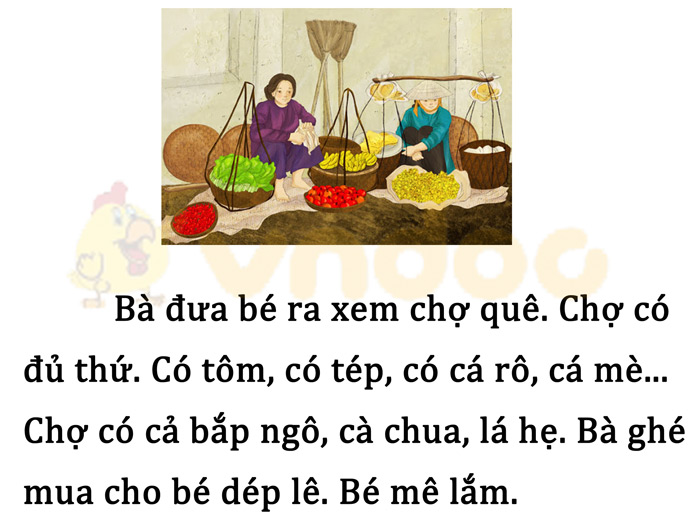 vnooc
Bà đưa bé ra xem chợ quê. Chợ có
đủ thứ. Có tôm, có tép, có cá rô, cá mè...
Chợ có cả bắp ngô, cà chua, lá hẹ. Bà ghé
mua cho bé dép lê. Bé mê lắm.